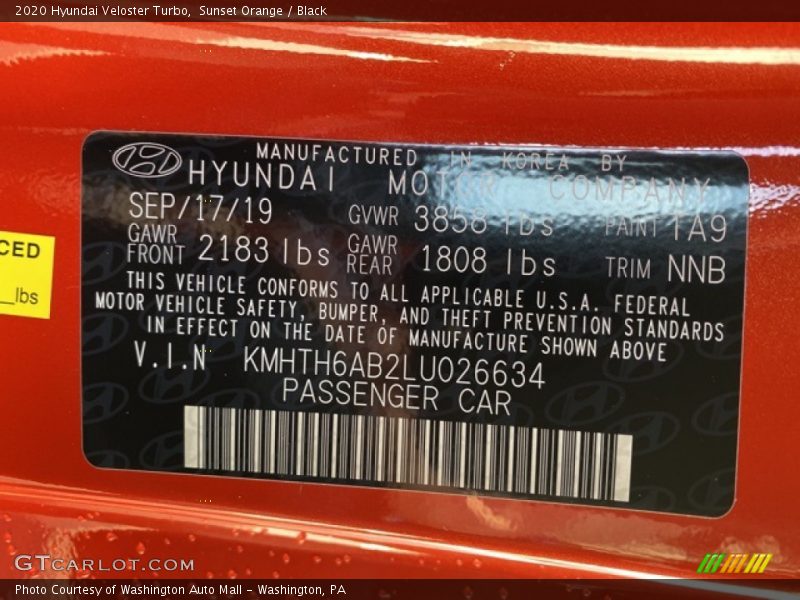 2020 Hyundai Veloster Turbo, Sunset Orange / Black
MANUFACTURED IN KOREA BY
HYUNDAI MOTOR COMPANY
SEP/17/19 GVWR 3858 lbs PAINT TA9
GAWR FRONT 2183 lbs GAWR REAR 1808 lbs TRIM NNB
THIS VEHICLE CONFORMS TO ALL APPLICABLE U.S.A. FEDERAL
MOTOR VEHICLE SAFETY, BUMPER, AND THEFT PREVENTION STANDARDS
IN EFFECT ON THE DATE OF MANUFACTURE SHOWN ABOVE
V.I.N KMHTH6AB2LU026634
PASSENGER CAR
CED
__lbs
GTCARLOT.COM
Photo Courtesy of Washington Auto Mall - Washington, PA